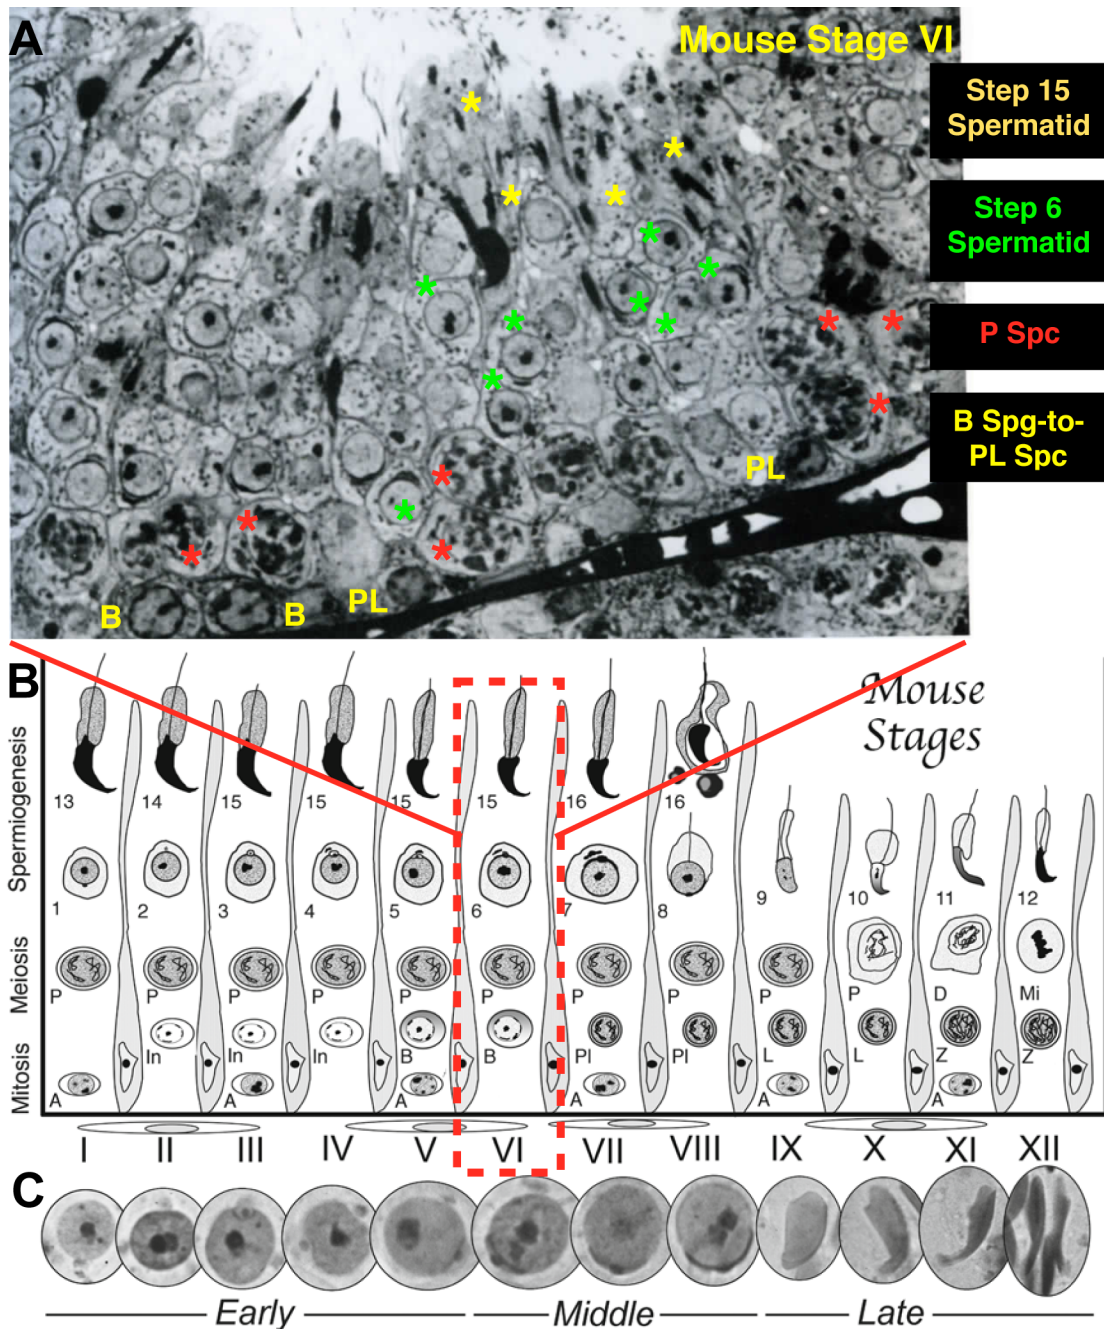 A
Mouse Stage VI
Step 15
Spermatid
Step 6
Spermatid
P Spc
B Spg-to-
PL Spc
PL
B
B
PL
B
Mouse
Stages
Spermiogenesis
Meiosis
Mitosis
13
14
15
15
15
15
16
16
1
2
3
4
5
6
7
8
9
10
11
12
P
P
P
P
P
P
P
P
P
P
D
Mi
In
In
In
B
B
Pl
Pl
L
L
Z
Z
A
A
A
A
A
A
I
II
III
IV
V
VI
VII
VIII
IX
X
XI
XII
C
Early
Middle
Late